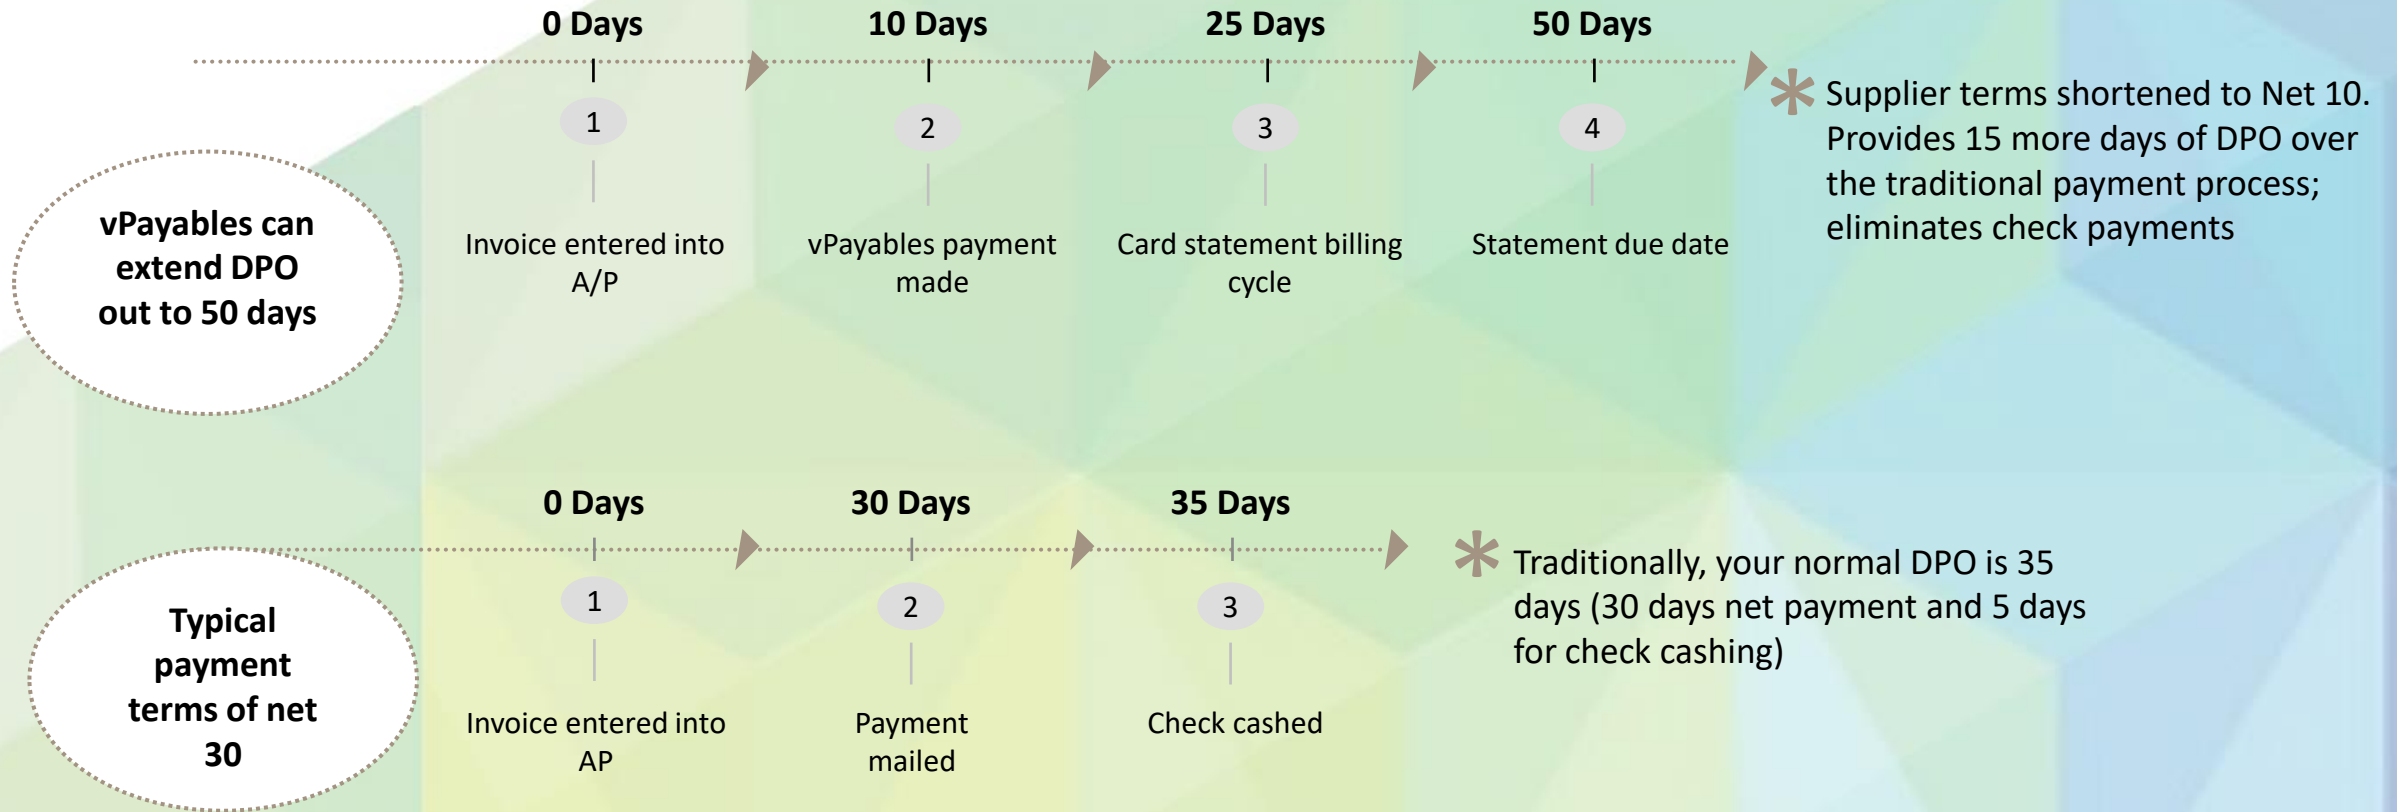 0 Days
10 Days
25 Days
50 Days
1
2
3
4
vPayables can
extend DPO
out to 50 days
Invoice entered into
A/P
vPayables payment
made
Card statement billing
cycle
Statement due date
* Supplier terms shortened to Net 10.
Provides 15 more days of DPO over
the traditional payment process;
eliminates check payments
0 Days
30 Days
35 Days
1
2
3
Typical
payment
terms of net
30
Invoice entered into
AP
Payment
mailed
Check cashed
* Traditionally, your normal DPO is 35
days (30 days net payment and 5 days
for check cashing)